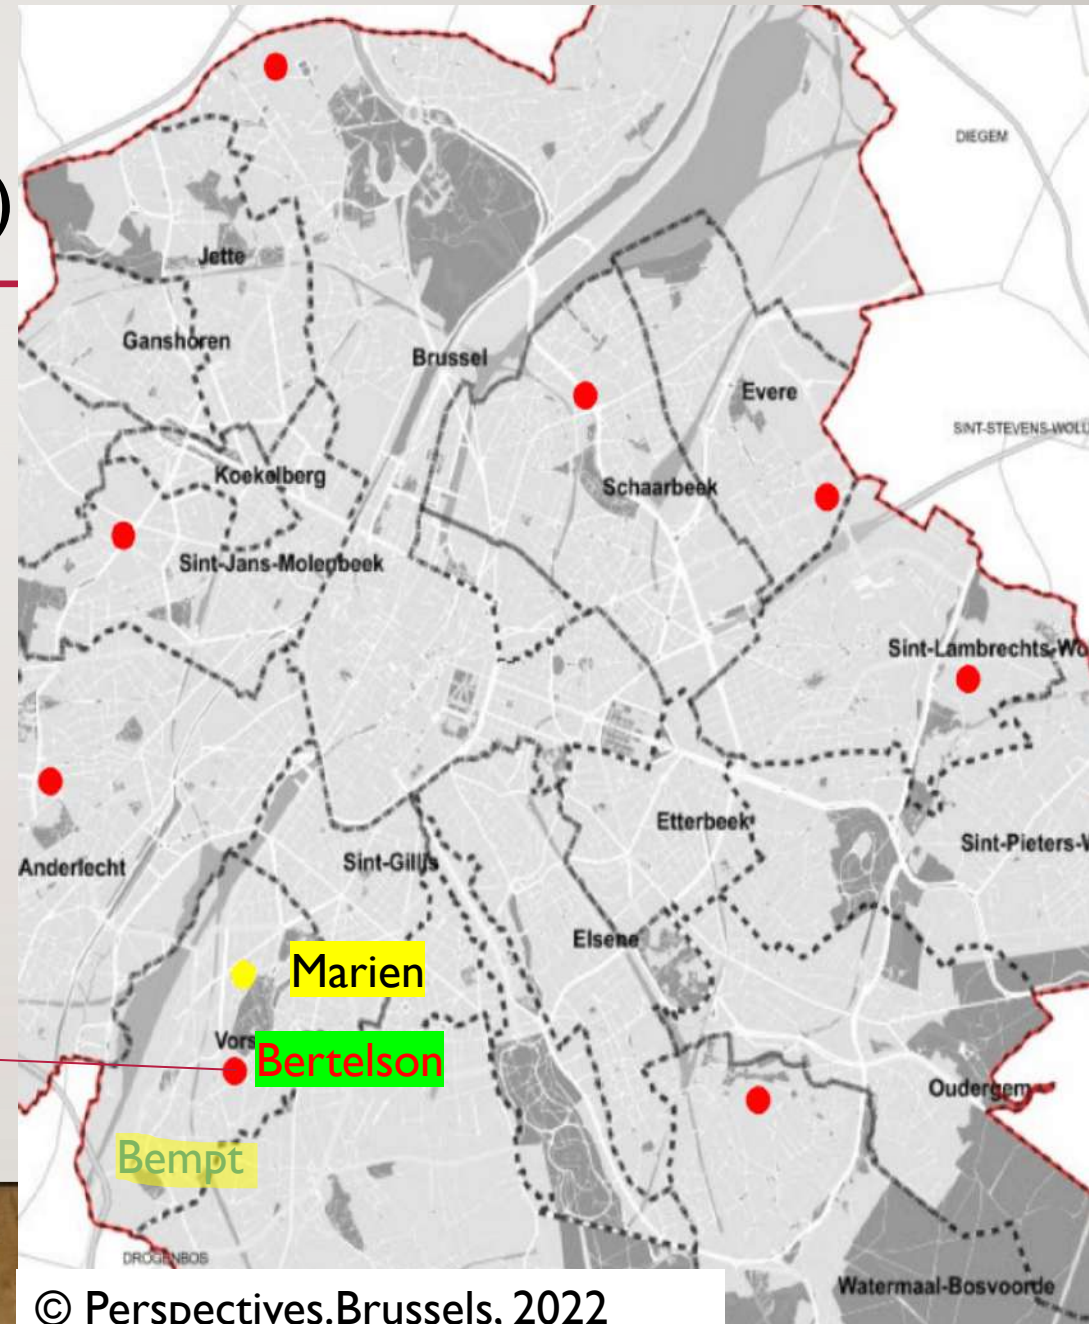 )
DIEGEM
Jette
Ganshoren
Brussel
Evere
SINT-STEVENS-WOLU
Koekelberg
Schaarbeek
Sint-Jans-Molenbeek
Sint-Lambrechts-Wo
Etterbeek
Sint-Gillis
Sint-Pieters-W
Anderlecht
Elsene
Marien
Vors
Bertelson
Oudergem
Bempt
DROGENBOS
Watermaal-Bosvoorde
© Perspectives.Brussels, 2022